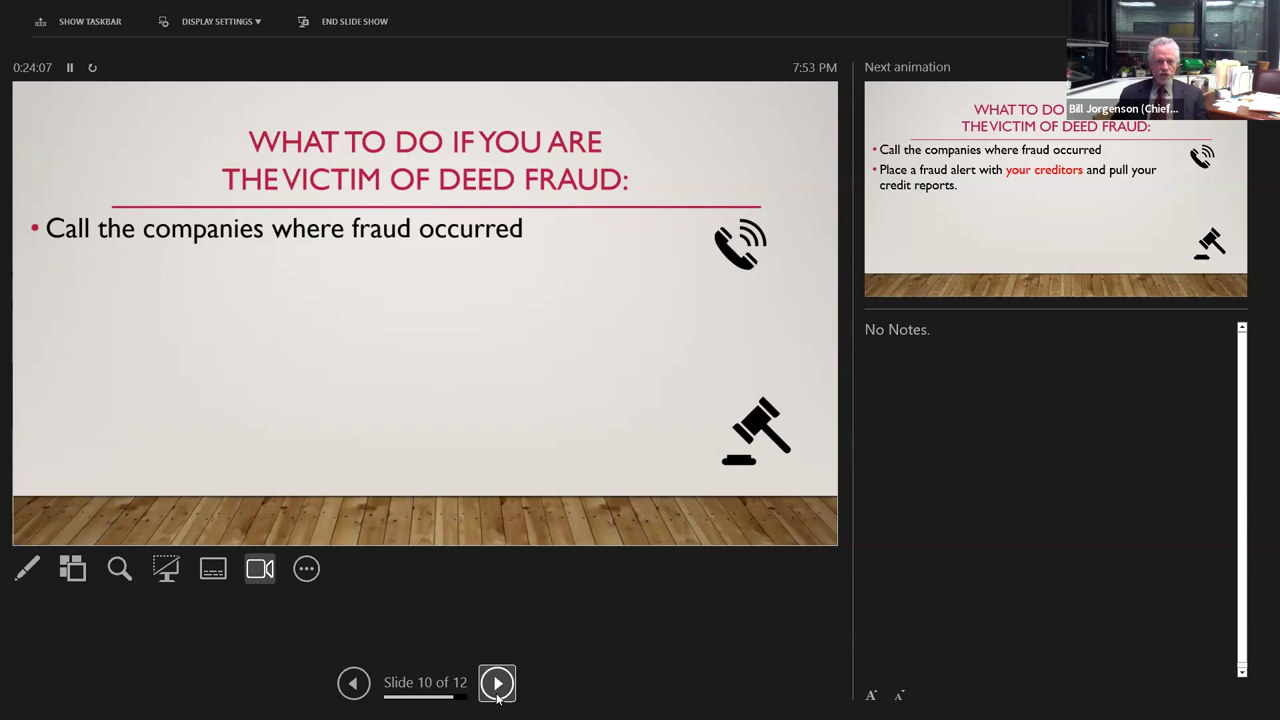 SHOW TASKBAR
DISPLAY SETTINGS ▼
END SLIDE SHOW
0:24:07
7:53 PM
WHAT TO DO IF YOU ARE
THE VICTIM OF DEED FRAUD:
• Call the companies where fraud occurred
Slide 10 of 12
Next animation
Bill Jorgenson (Chief...
WHAT TO DO
THE VICTIM OF DEED FRAUD:
• Call the companies where fraud occurred
• Place a fraud alert with your creditors and pull your
credit reports.
No Notes.
A A